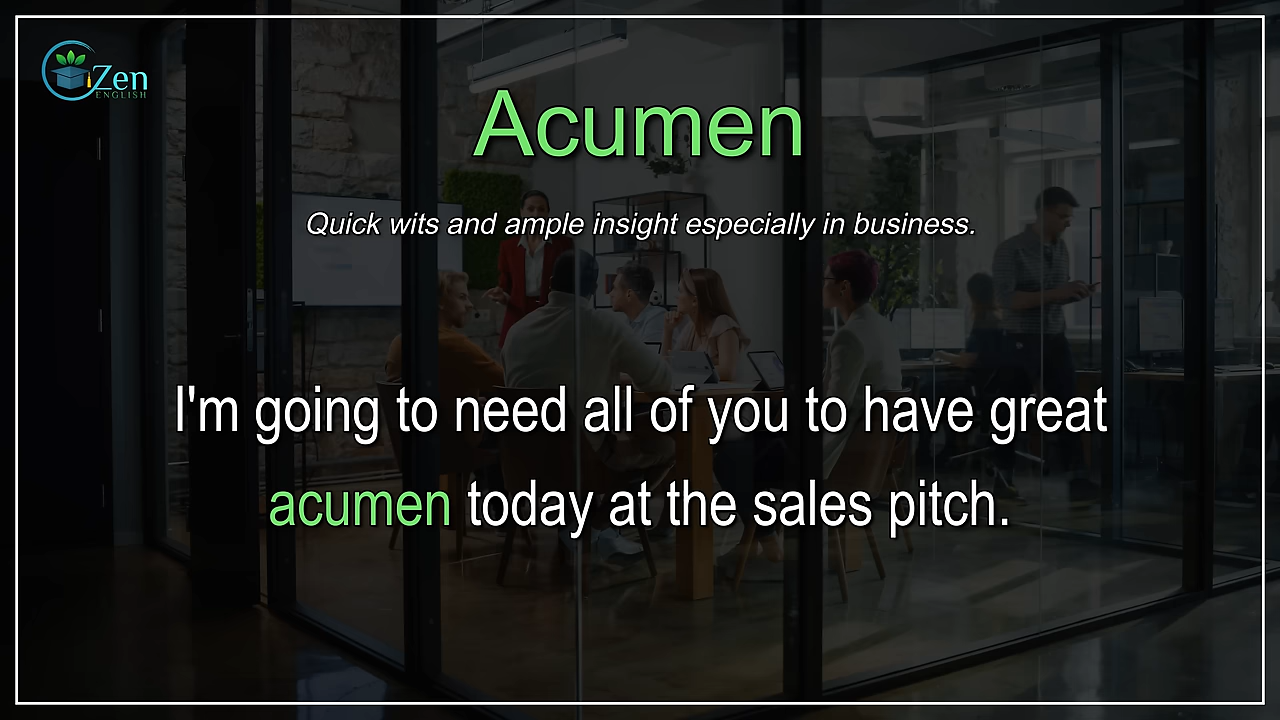 Zen
ENGLISH
Acumen
Quick wits and ample insight especially in business.
I'm going to need all of you to have great
acumen today at the sales pitch.